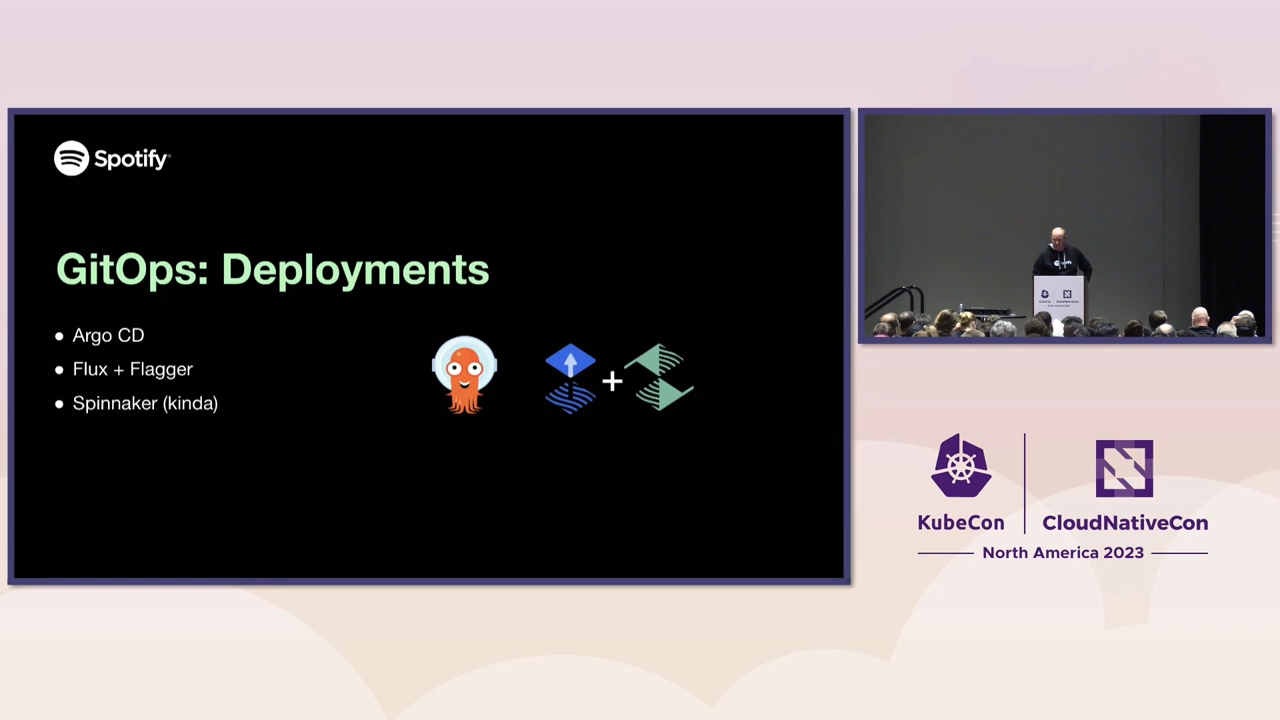 Spotify
GitOps: Deployments
• Argo CD
• Flux + Flagger
• Spinnaker (kinda)
+
KubeCon
CloudNativeCon
North America 2023